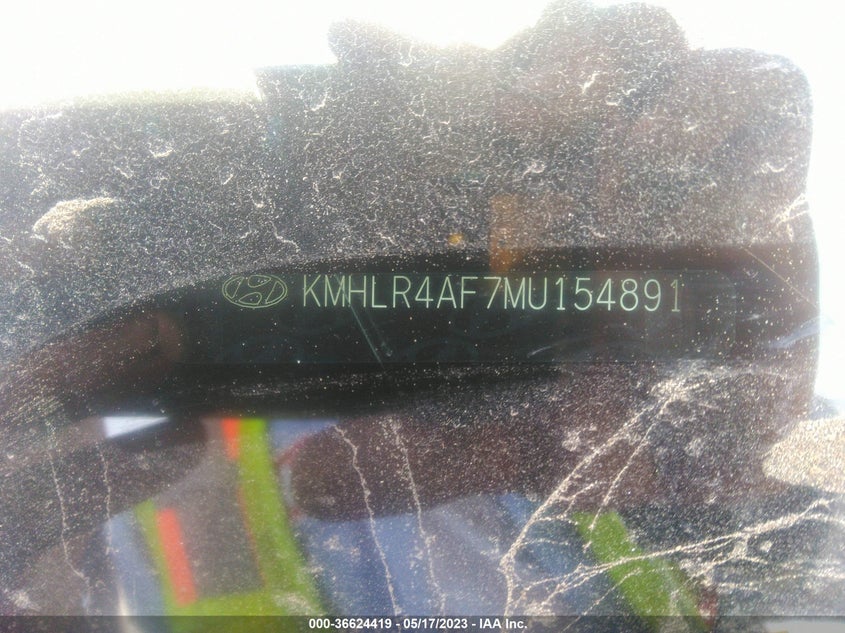 KMHLR4AF7MU154891
000-36624419 - 05/17/2023 - IAA Inc.